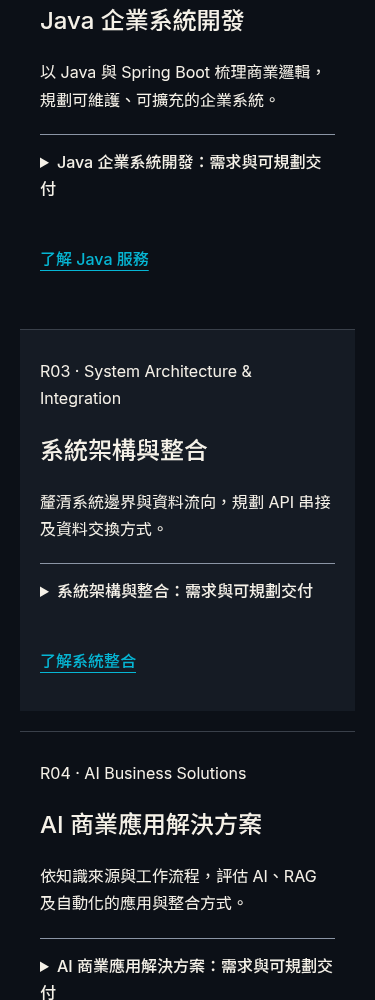 Java 企業系統開發
以 Java 與 Spring Boot 梳理商業邏輯，
規劃可維護、可擴充的企業系統。
▶ Java 企業系統開發：需求與可規劃交
付
了解 Java 服務
R03 · System Architecture &
Integration
系統架構與整合
釐清系統邊界與資料流向，規劃 API 串接
及資料交換方式。
▶ 系統架構與整合：需求與可規劃交付
了解系統整合
R04 · AI Business Solutions
AI 商業應用解決方案
依知識來源與工作流程，評估 AI、RAG
及自動化的應用與整合方式。
▶ AI 商業應用解決方案：需求與可規劃交
付